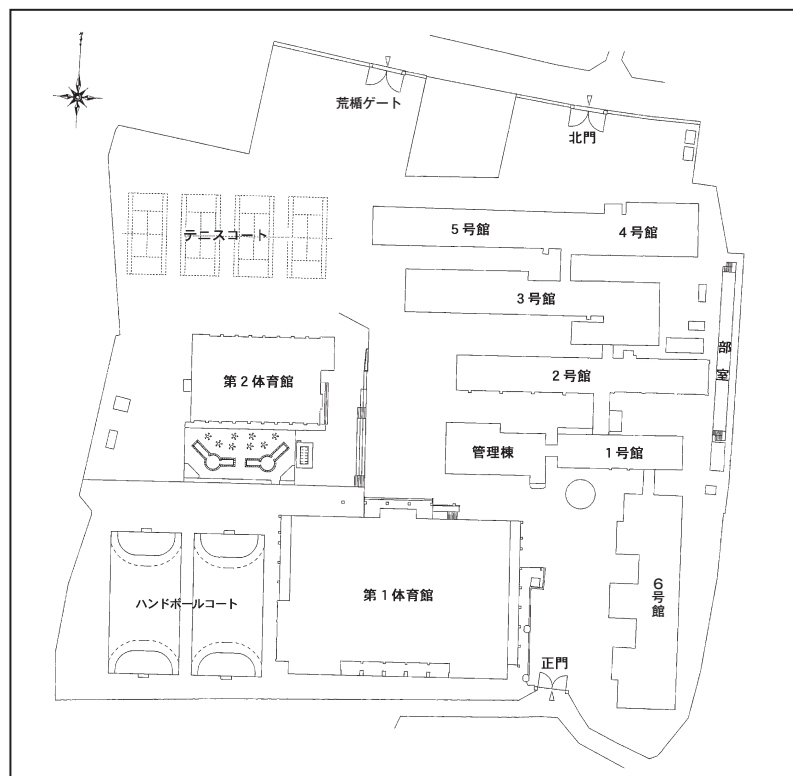 荒楯ゲート
北門
テニスコート
5号館
4号館
3号館
部室
第2体育館
2号館
管理棟
1号館
第1体育館
ハンドボールコート
6号館
正門